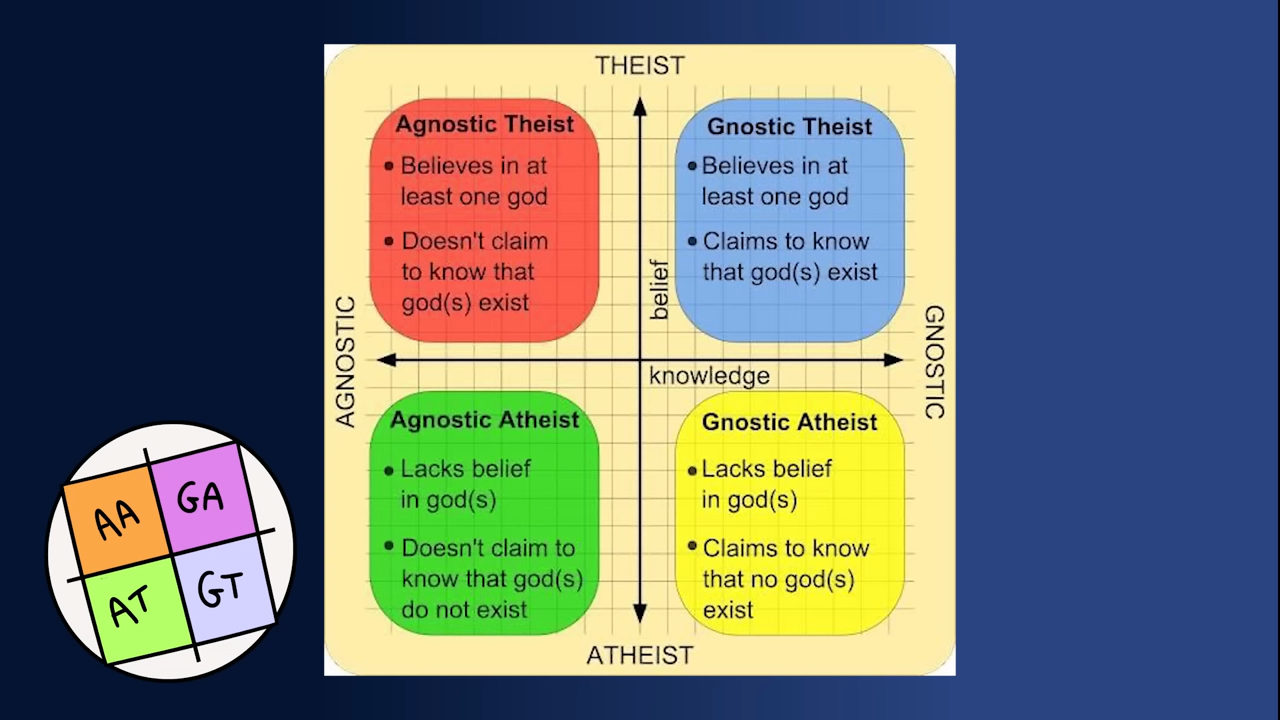 THEIST
Agnostic Theist
• Believes in at
least one god
• Doesn't claim
to know that
god(s) exist
Gnostic Theist
• Believes in at
least one god
• Claims to know
that god(s) exist
belief
AGNOSTIC
GNOSTIC
knowledge
Agnostic Atheist
• Lacks belief
in god(s)
• Doesn't claim to
know that god(s)
do not exist
Gnostic Atheist
• Lacks belief
in god(s)
• Claims to know
that no god(s)
exist
ATHEIST
AA
GA
AT
GT